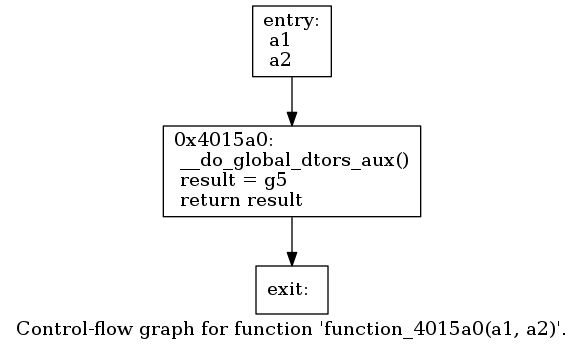 entry:
a1
a2
0x4015a0:
__do_global_dtors_aux()
result = g5
return result
exit:
Control-flow graph for function 'function_4015a0(a1, a2)'.